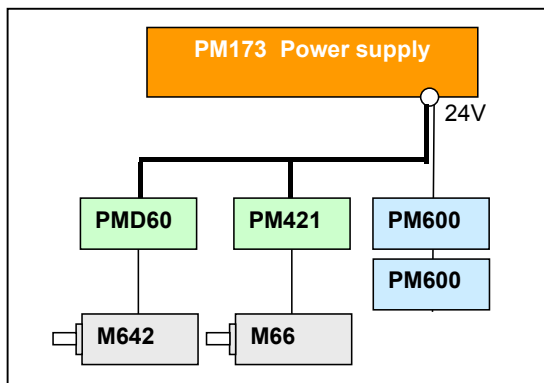 PM173 Power supply
24V
PMD60 PM421 PM600
PM600
M642 M66